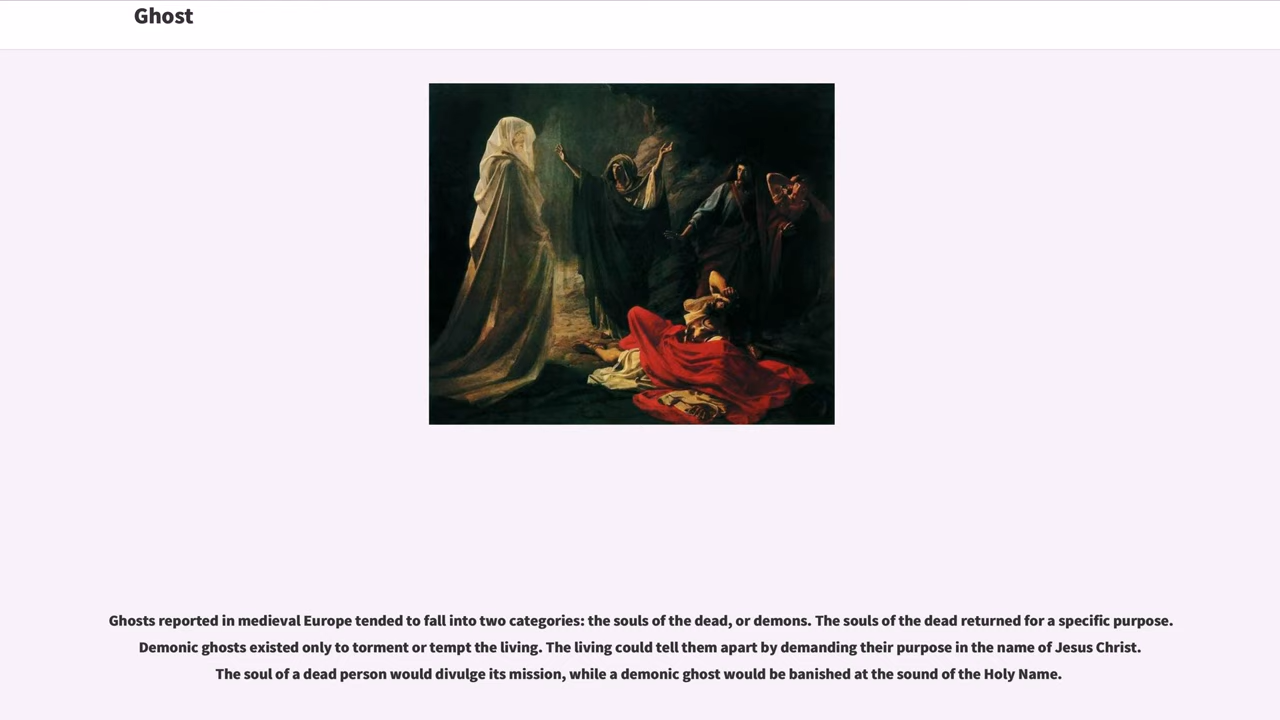 Ghost
Ghosts reported in medieval Europe tended to fall into two categories: the souls of the dead, or demons. The souls of the dead returned for a specific purpose.
Demonic ghosts existed only to torment or tempt the living. The living could tell them apart by demanding their purpose in the name of Jesus Christ.
The soul of a dead person would divulge its mission, while a demonic ghost would be banished at the sound of the Holy Name.